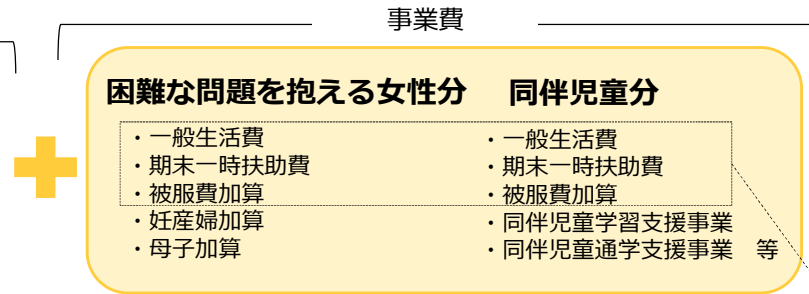 事業費
困難な問題を抱える女性分 同伴児童分
・一般生活費 ・一般生活費
・期末一時扶助費 ・期末一時扶助費
・被服費加算 ・被服費加算
・妊産婦加算 ・同伴児童学習支援事業
・母子加算 ・同伴児童通学支援事業 等